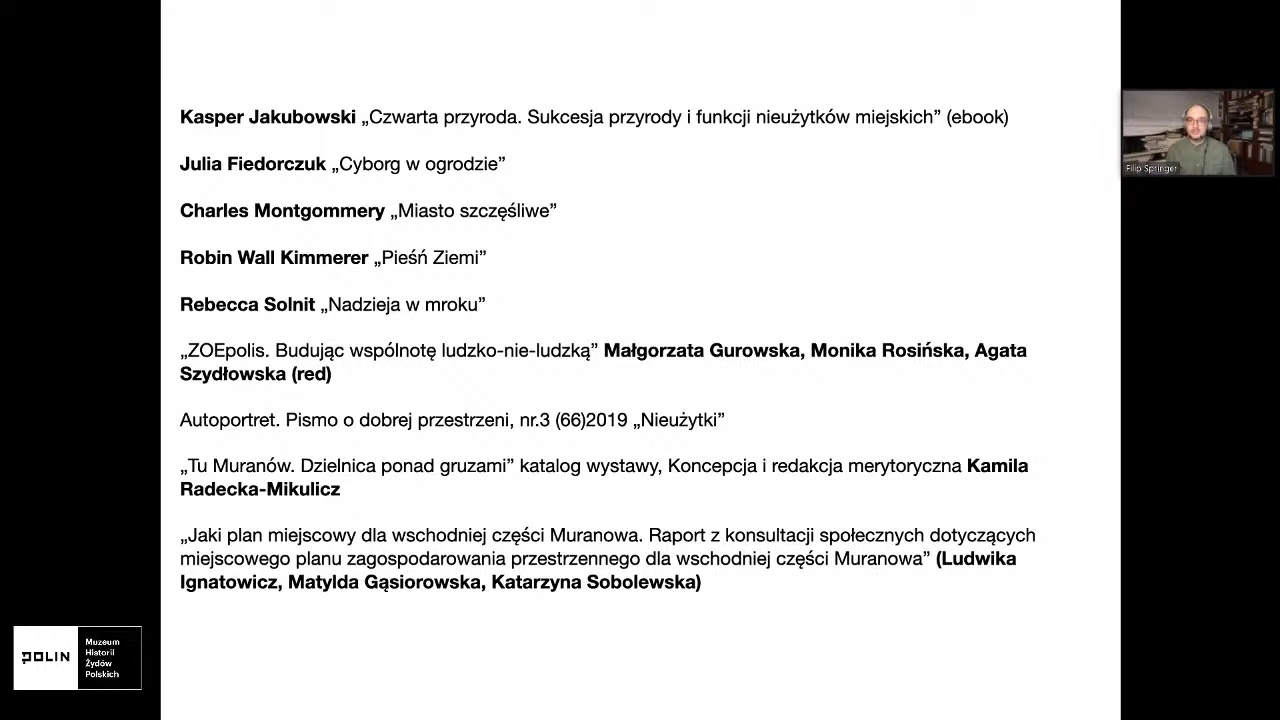 Kasper Jakubowski „Czwarta przyroda. Sukcesja przyrody i funkcji nieużytków miejskich” (ebook)
Julia Fiedorczuk „Cyborg w ogrodzie”
Charles Montgommery „Miasto szczęśliwe”
Robin Wall Kimmerer „Pieśń Ziemi”
Rebecca Solnit „Nadzieja w mroku”
„ZOEpolis. Budując wspólnotę ludzko-nie-ludzką” Małgorzata Gurowska, Monika Rosińska, Agata
Szydłowska (red)
Autoportret. Pismo o dobrej przestrzeni, nr.3 (66)2019 „Nieużytki”
„Tu Muranów. Dzielnica ponad gruzami” katalog wystawy, Koncepcja i redakcja merytoryczna Kamila
Radecka-Mikulicz
„Jaki plan miejscowy dla wschodniej części Muranowa. Raport z konsultacji społecznych dotyczących
miejscowego planu zagospodarowania przestrzennego dla wschodniej części Muranowa” (Ludwika
Ignatowicz, Matylda Gąsiorowska, Katarzyna Sobolewska)
Filip Springer
POLIN
Muzeum
Historii
Żydów
Polskich